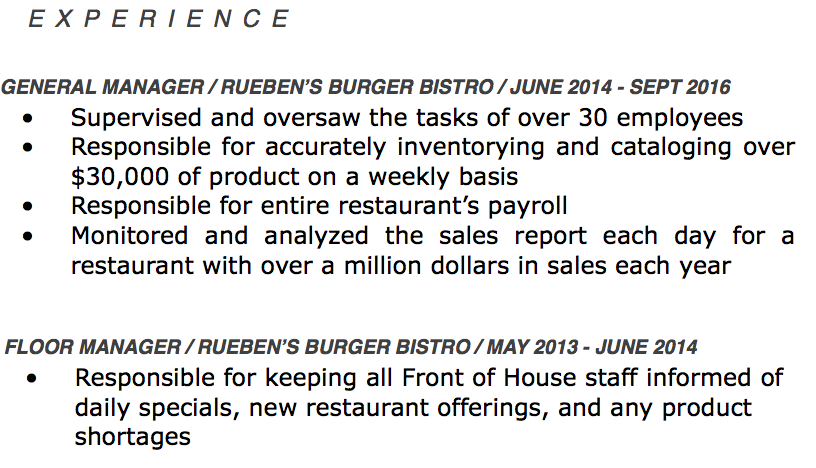 EXPERIENCE
GENERAL MANAGER / RUEBEN'S BURGER BISTRO / JUNE 2014 - SEPT 2016
• Supervised and oversaw the tasks of over 30 employees
• Responsible for accurately inventorying and cataloging over
$30,000 of product on a weekly basis
• Responsible for entire restaurant's payroll
• Monitored and analyzed the sales report each day for a
restaurant with over a million dollars in sales each year
FLOOR MANAGER / RUEBEN'S BURGER BISTRO / MAY 2013 - JUNE 2014
• Responsible for keeping all Front of House staff informed of
daily specials, new restaurant offerings, and any product
shortages